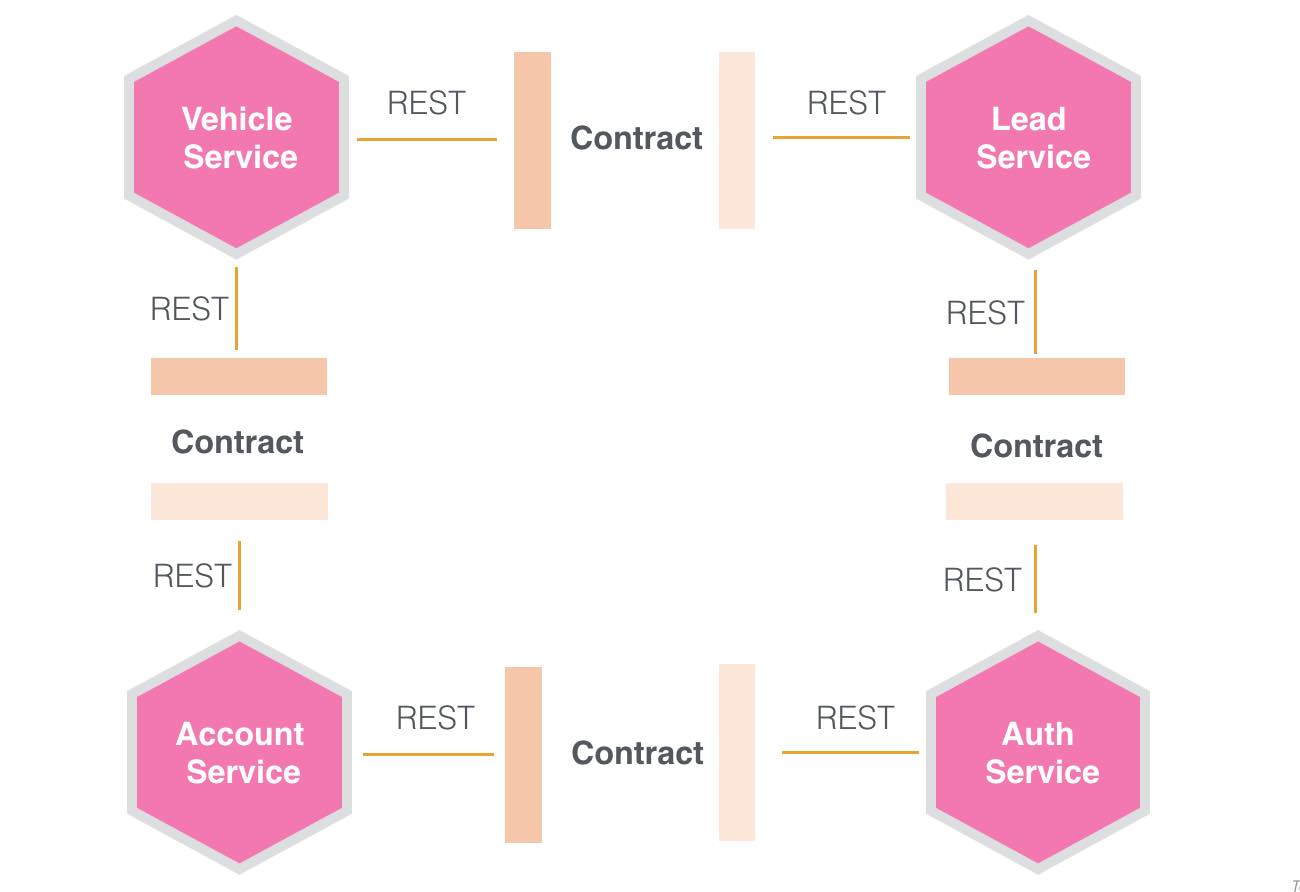 Vehicle
Service
REST
Contract
REST
Lead
Service
REST
REST
Contract
Contract
REST
REST
Account
Service
REST
Contract
REST
Auth
Service